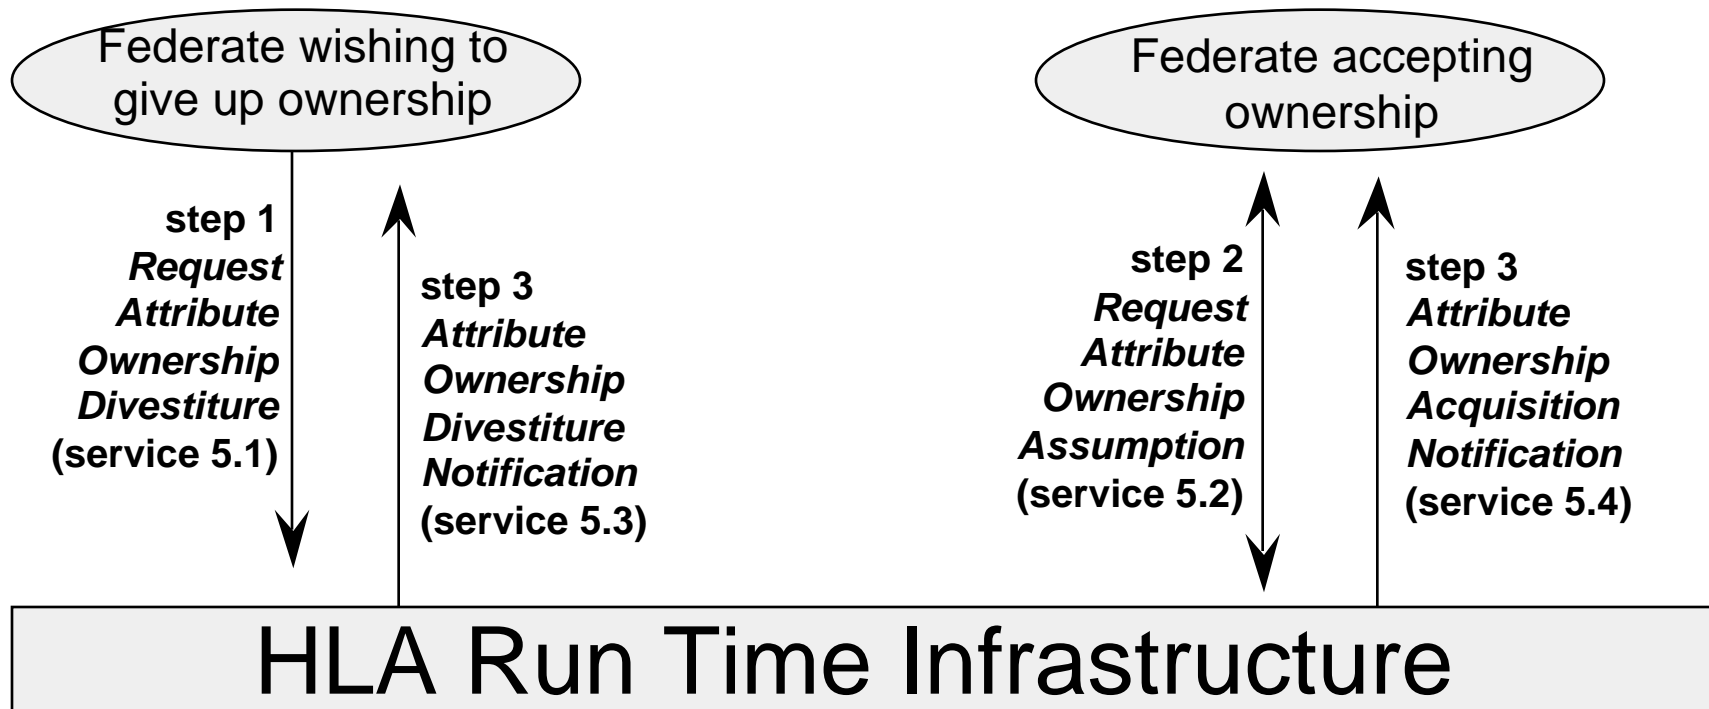 Federate wishing to
give up ownership
Federate accepting
ownership
step 1
Request
Attribute
Ownership
Divestiture
(service 5.1)
step 3
Attribute
Ownership
Divestiture
Notification
(service 5.3)
step 2
Request
Attribute
Ownership
Assumption
(service 5.2)
step 3
Attribute
Ownership
Acquisition
Notification
(service 5.4)
HLA Run Time Infrastructure